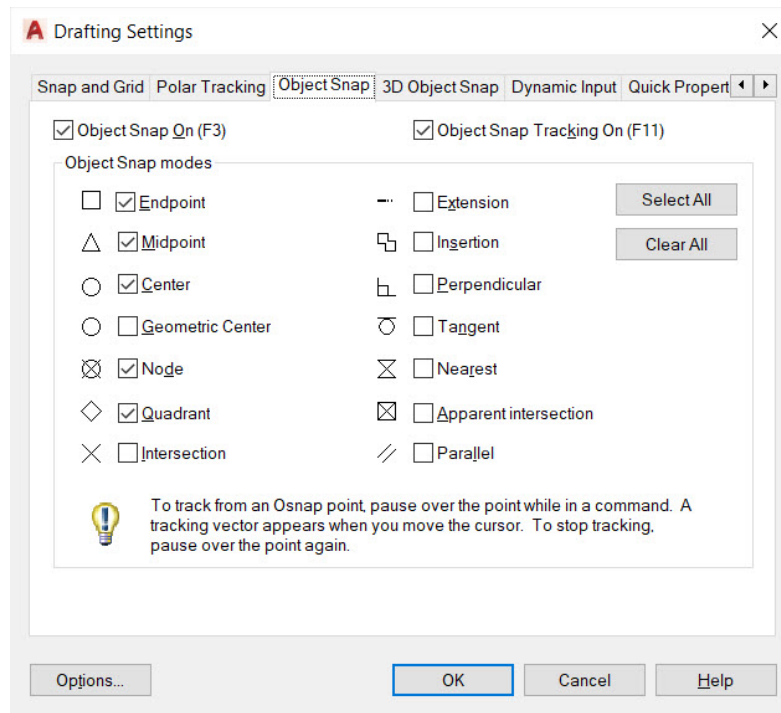 Drafting Settings
Snap and Grid Polar Tracking Object Snap 3D Object Snap Dynamic Input Quick Propert
Object Snap On (F3) Object Snap Tracking On (F11)
Object Snap modes
Endpoint Extension Select All
Midpoint Insertion Clear All
Center Perpendicular
Geometric Center Tangent
Node Nearest
Quadrant Apparent intersection
Intersection Parallel
To track from an Osnap point, pause over the point while in a command. A
tracking vector appears when you move the cursor. To stop tracking,
pause over the point again.
Options... OK Cancel Help